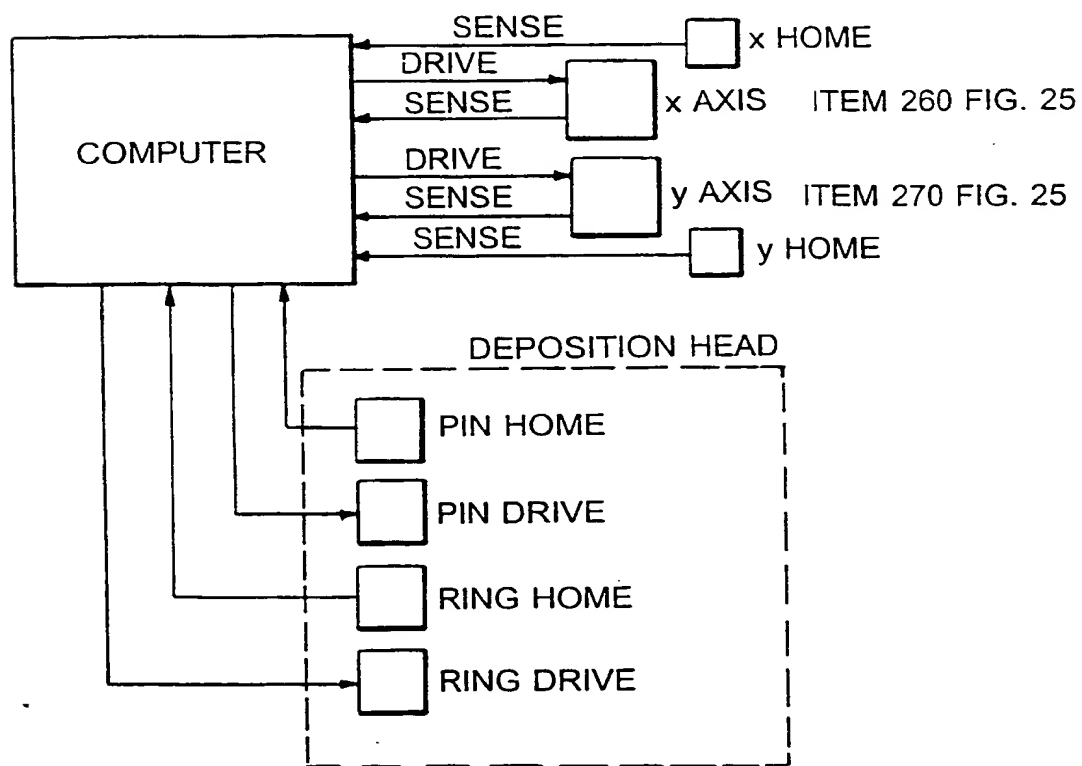 SENSE
x HOME
DRIVE
SENSE
x AXIS ITEM 260 FIG. 25
COMPUTER
DRIVE
SENSE
y AXIS ITEM 270 FIG. 25
SENSE
y HOME
DEPOSITION HEAD
PIN HOME
PIN DRIVE
RING HOME
RING DRIVE